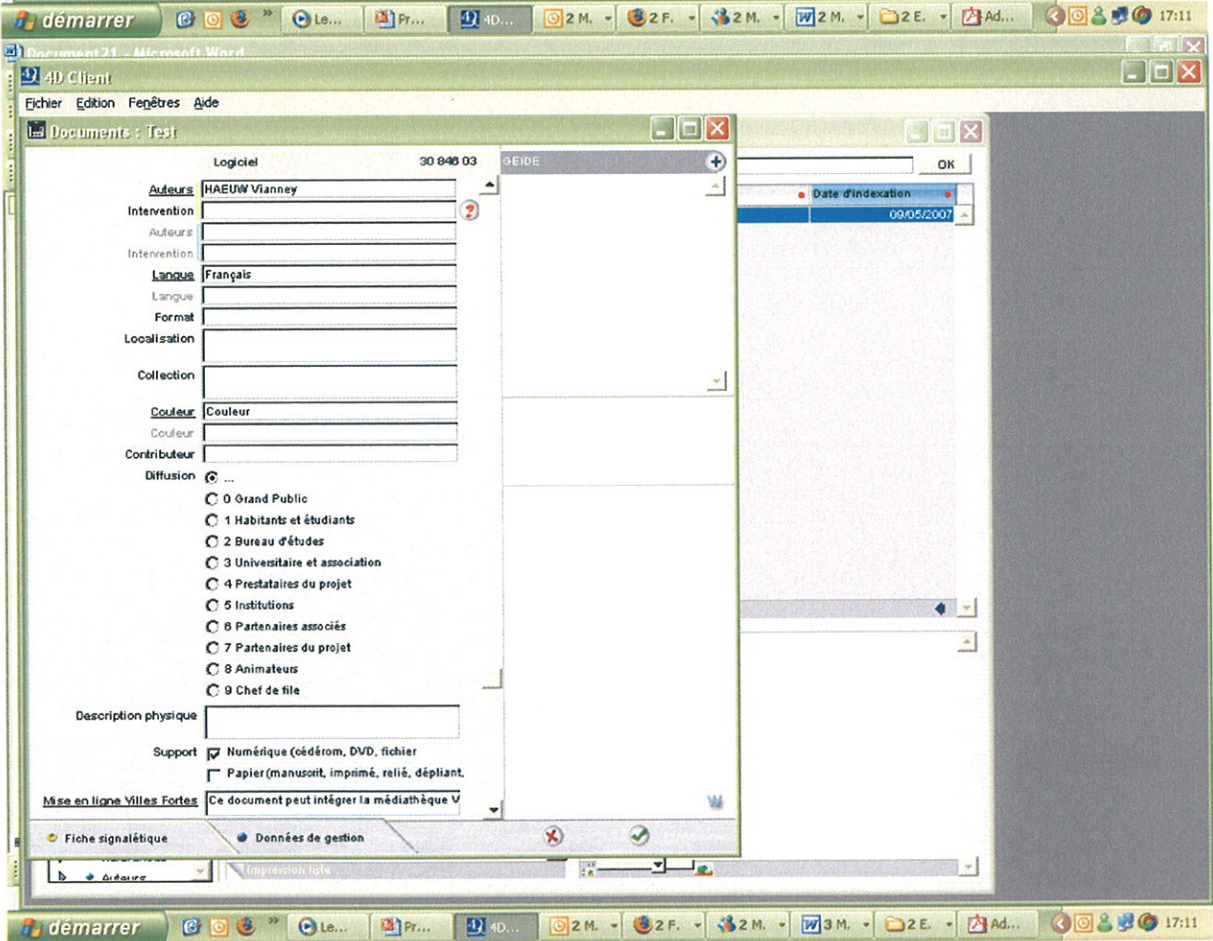 démarrer
»
Le...
Pr...
4D...
2 M.
2 F.
2 M.
2 M.
2 E.
Ad...
17:11
Document21 - Microsoft Word
4D Client
Fichier Edition Fenêtres Aide
Documents : Test
Logiciel 30 846 03
GEIDE
OK
Auteurs HAEUW Vianney
Date d'indexation
Intervention
09/05/2007
Auteurs
Intervention
Langue Français
Langue
Format
Localisation
Collection
Couleur Couleur
Couleur
Contributeur
Diffusion ...
0 Grand Public
1 Habitants et étudiants
2 Bureau d'études
3 Universitaire et association
4 Prestataires du projet
5 Institutions
6 Partenaires associés
7 Partenaires du projet
8 Animateurs
9 Chef de file
Description physique
Support Numérique (cédérom, DVD, fichier
Papier (manuscrit, imprimé, relié, dépliant,
Mise en ligne Villes Fortes Ce document peut intégrer la médiathèque V
Fiche signalétique Données de gestion
Auteurs
Impression liste
démarrer
»
Le...
Pr...
4D...
2 M.
2 F.
2 M.
3 M.
2 E.
Ad...
17:11